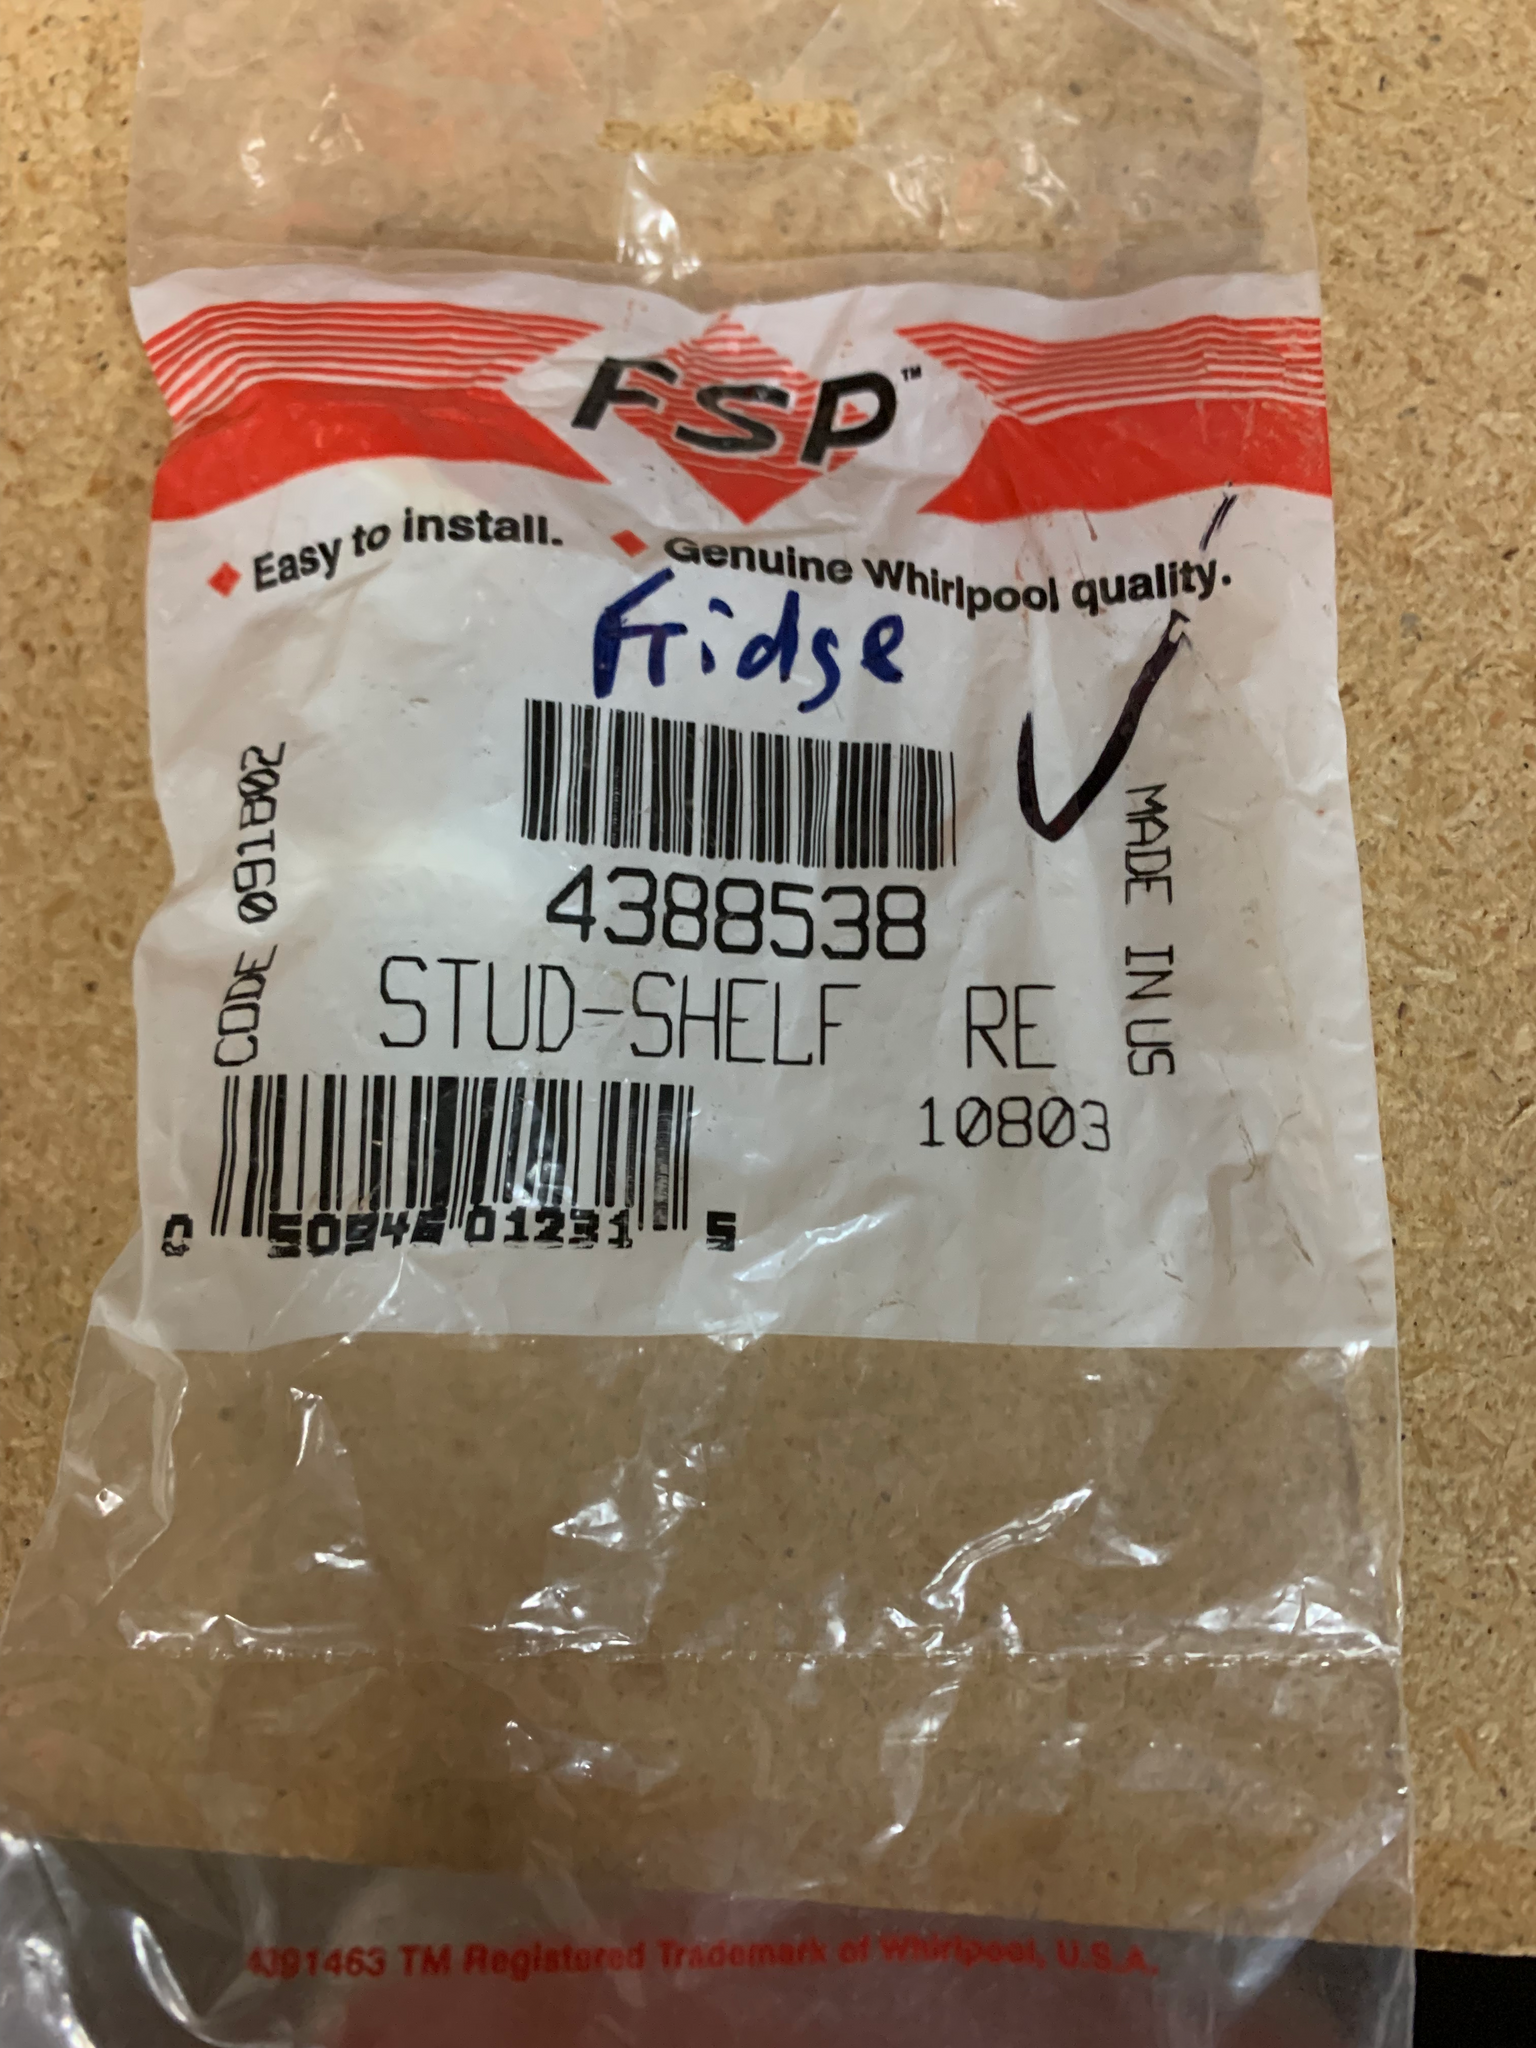 FSP™
Easy to install.
Genuine Whirlpool quality.
Fridge
CODE 091B02
MADE IN US
4388538
STUD-SHELF RE
10803
0 50946 01231 5
4391463 TM Registered Trademark of Whirlpool, U.S.A.